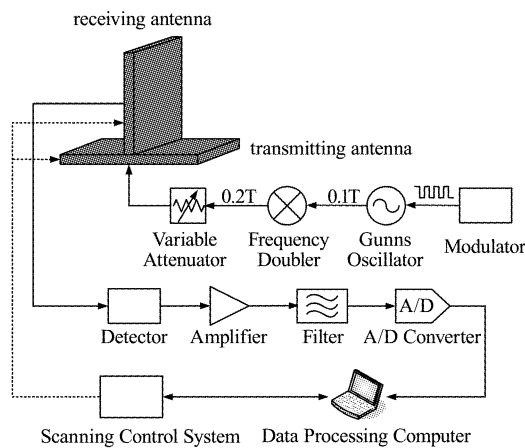 receiving antenna
transmitting antenna
0.2T
0.1T
Variable
Attenuator
Frequency
Doubler
Gunns
Oscillator
Modulator
A/D
Detector
Amplifier
Filter
A/D Converter
Scanning Control System
Data Processing Computer